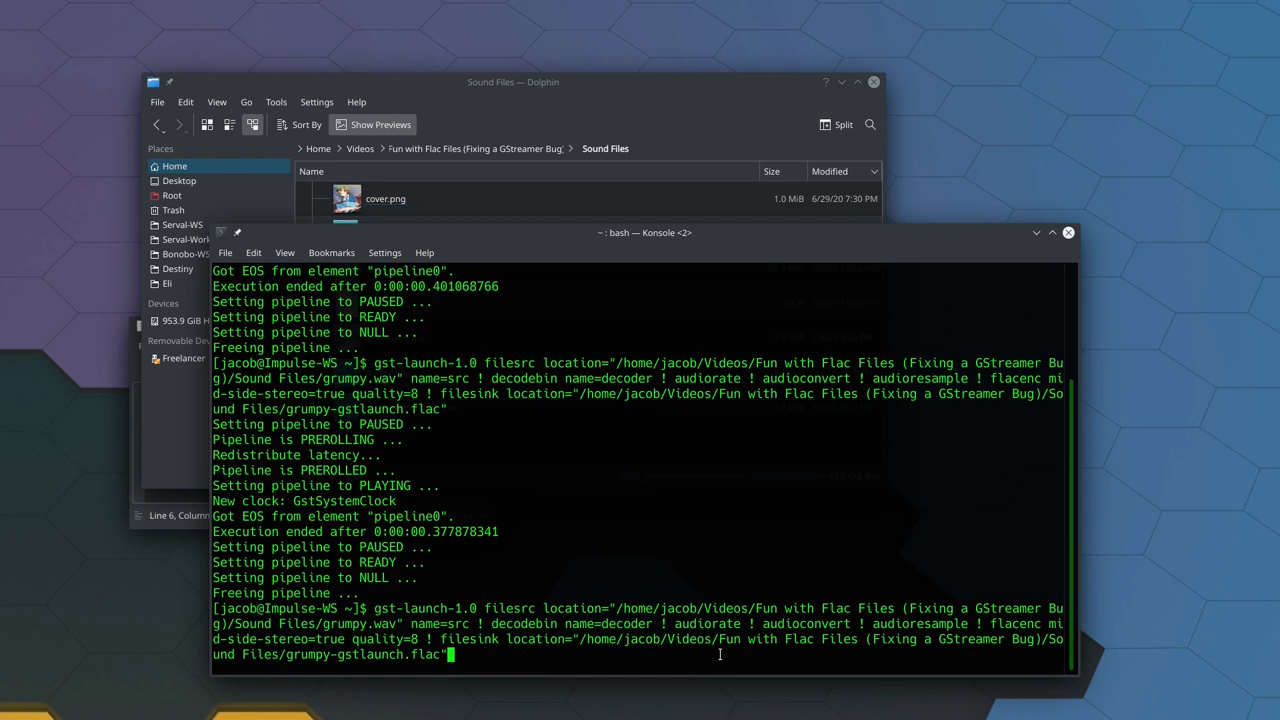 Sound Files — Dolphin
File Edit View Go Tools Settings Help
Sort By Show Previews Split
Places
Home
Desktop
Root
Trash
Serval-WS
Serval-Work
Bonobo-WS
Destiny
Eli
Devices
953.9 GiB H
Removable Dev
Freelancer
Home Videos Fun with Flac Files (Fixing a GStreamer Bug) Sound Files
Name Size Modified
cover.png 1.0 MiB 6/29/20 7:30 PM
Line 6, Column
~ : bash — Konsole <2>
File Edit View Bookmarks Settings Help
Got EOS from element "pipeline0".
Execution ended after 0:00:00.401068766
Setting pipeline to PAUSED ...
Setting pipeline to READY ...
Setting pipeline to NULL ...
Freeing pipeline ...
[jacob@Impulse-WS ~]$ gst-launch-1.0 filesrc location="/home/jacob/Videos/Fun with Flac Files (Fixing a GStreamer Bu
g)/Sound Files/grumpy.wav" name=src ! decodebin name=decoder ! audiorate ! audioconvert ! audioresample ! flacenc mi
d-side-stereo=true quality=8 ! filesink location="/home/jacob/Videos/Fun with Flac Files (Fixing a GStreamer Bug)/So
und Files/grumpy-gstlaunch.flac"
Setting pipeline to PAUSED ...
Pipeline is PREROLLING ...
Redistribute latency...
Pipeline is PREROLLED ...
Setting pipeline to PLAYING ...
New clock: GstSystemClock
Got EOS from element "pipeline0".
Execution ended after 0:00:00.377878341
Setting pipeline to PAUSED ...
Setting pipeline to READY ...
Setting pipeline to NULL ...
Freeing pipeline ...
[jacob@Impulse-WS ~]$ gst-launch-1.0 filesrc location="/home/jacob/Videos/Fun with Flac Files (Fixing a GStreamer Bu
g)/Sound Files/grumpy.wav" name=src ! decodebin name=decoder ! audiorate ! audioconvert ! audioresample ! flacenc mi
d-side-stereo=true quality=8 ! filesink location="/home/jacob/Videos/Fun with Flac Files (Fixing a GStreamer Bug)/So
und Files/grumpy-gstlaunch.flac"